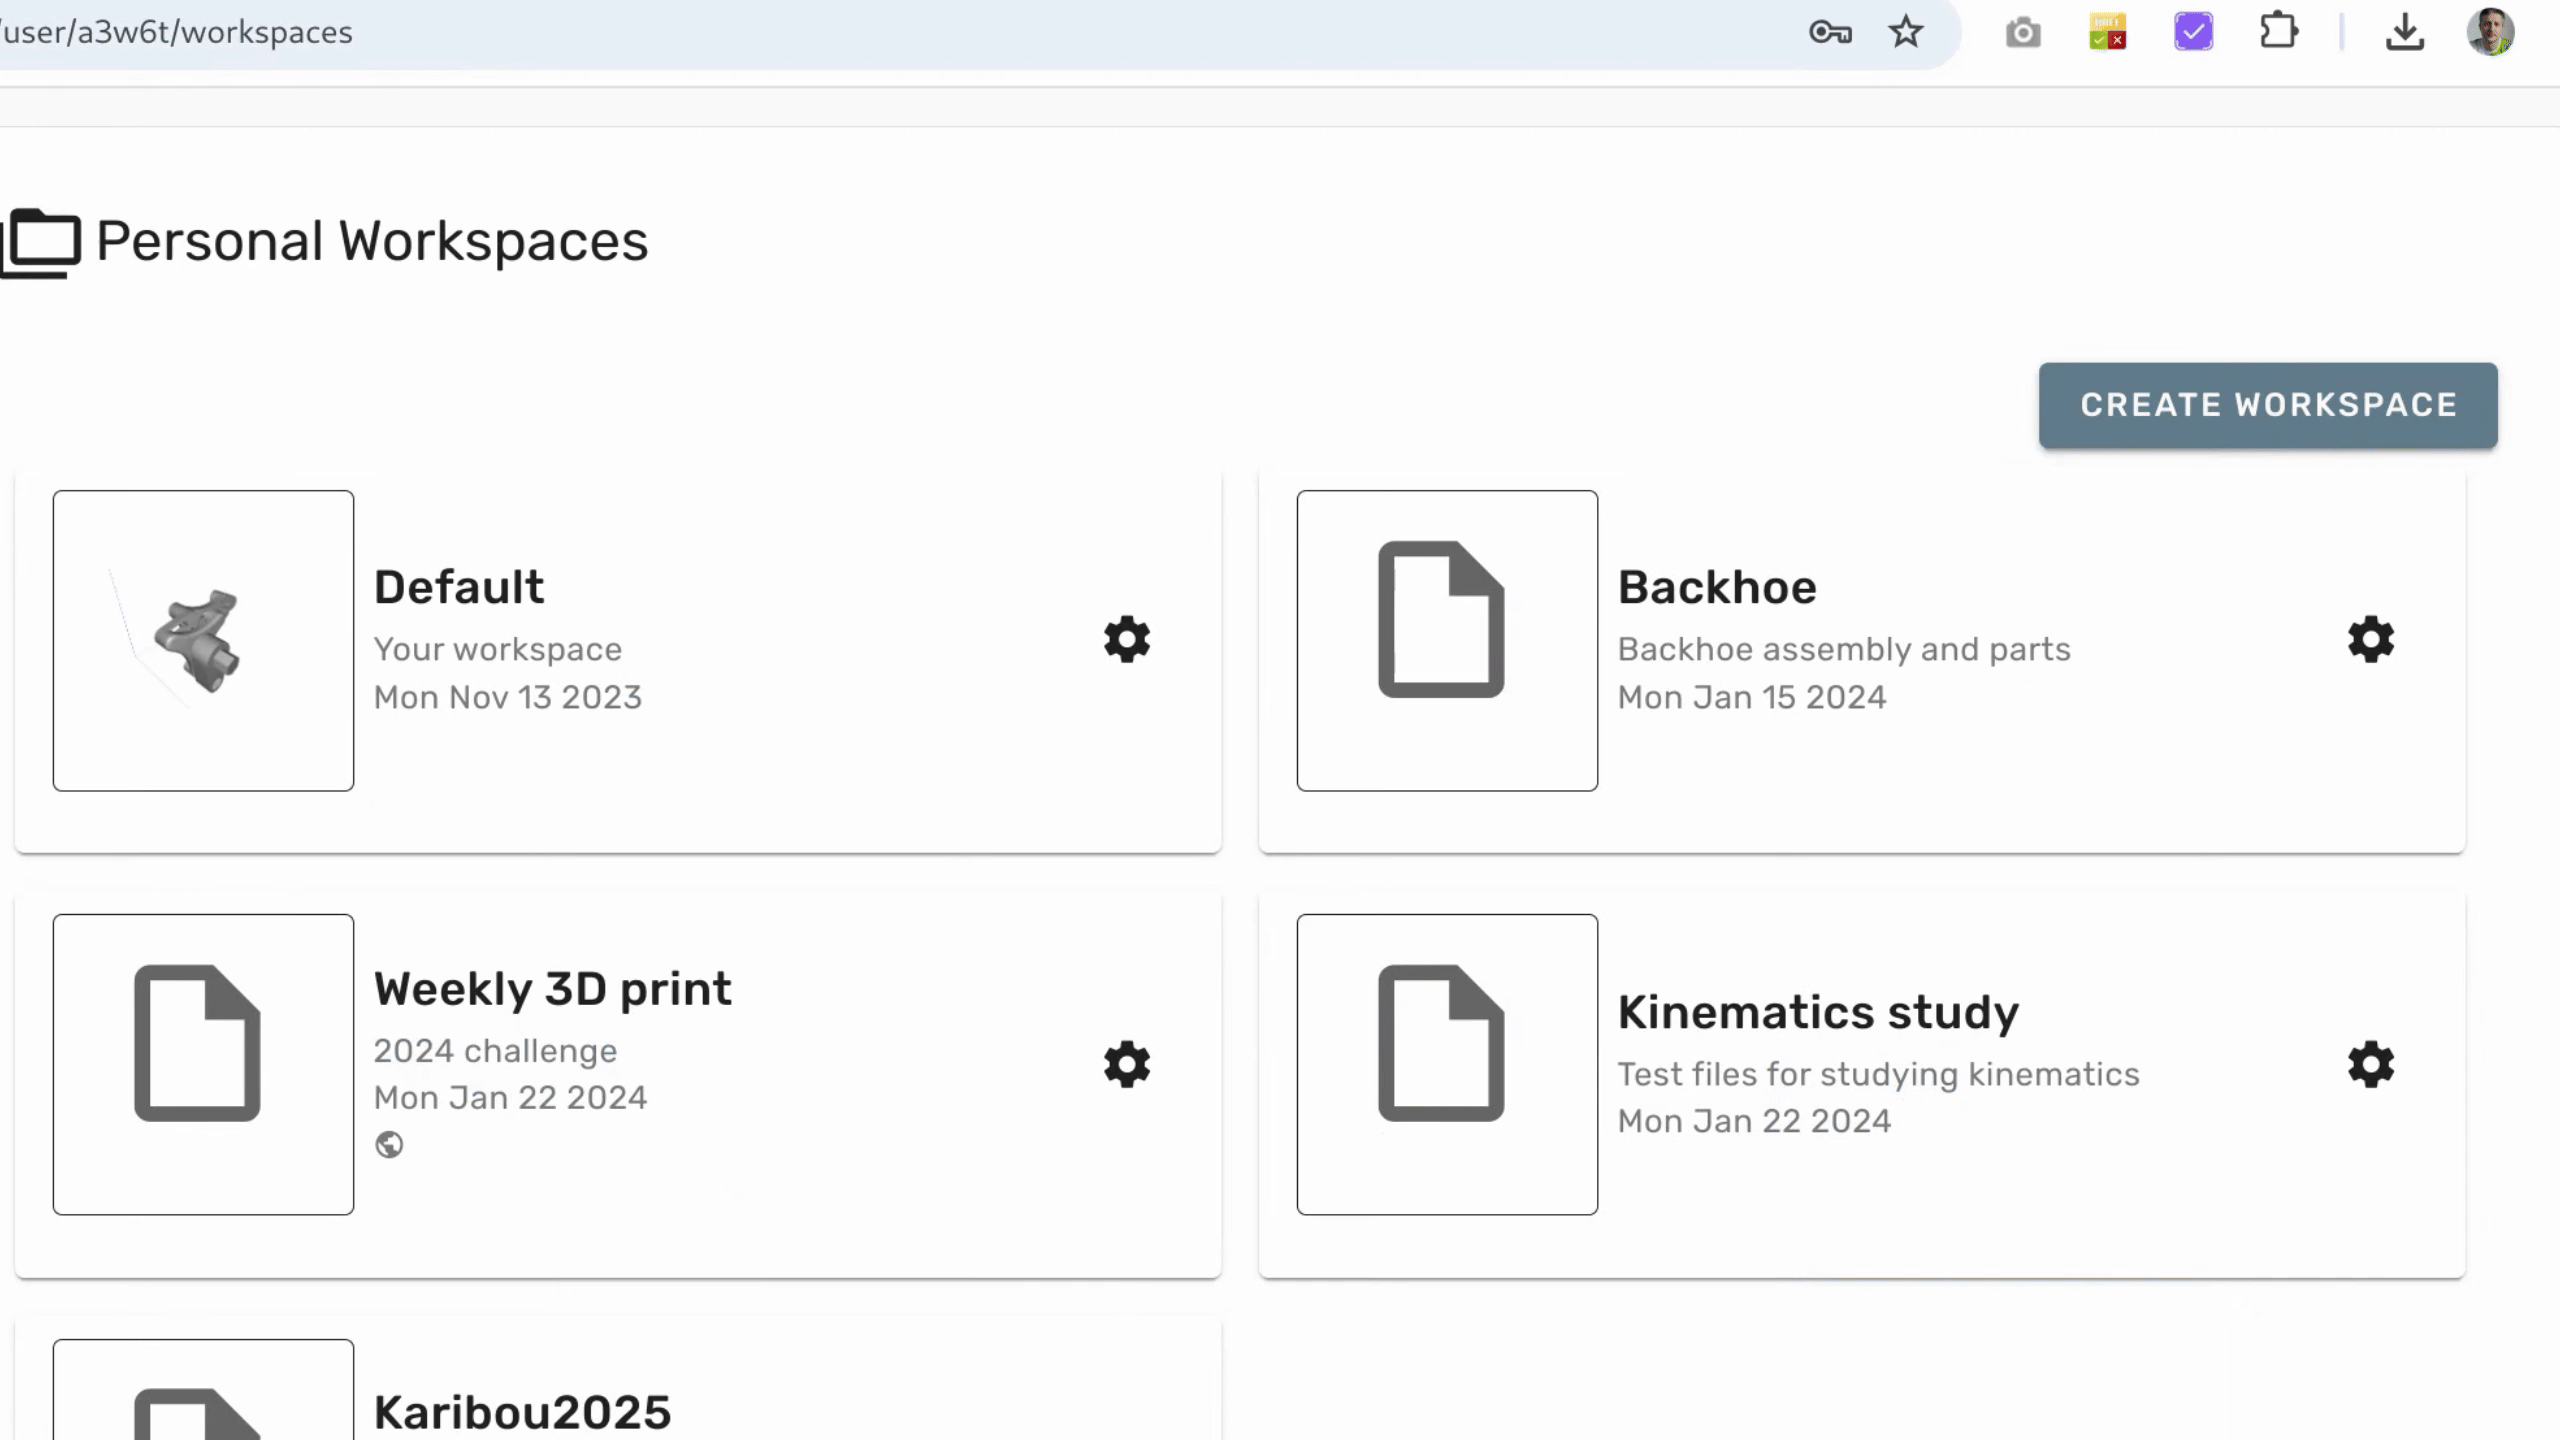 /user/a3w6t/workspaces
Personal Workspaces
CREATE WORKSPACE
Default
Your workspace
Mon Nov 13 2023
Backhoe
Backhoe assembly and parts
Mon Jan 15 2024
Weekly 3D print
2024 challenge
Mon Jan 22 2024
Kinematics study
Test files for studying kinematics
Mon Jan 22 2024
Karibou2025